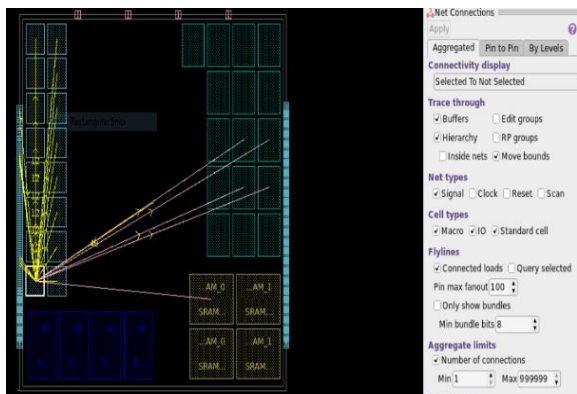 Net Connections
Apply
Aggregated Pin to Pin By Levels
Connectivity display
Selected To Not Selected
Trace through
Buffers Edit groups
Hierarchy RP groups
Inside nets Move bounds
Net types
Signal Clock Reset Scan
Cell types
Macro IO Standard cell
Flylines
Connected loads Query selected
Pin max fanout 100
Only show bundles
Min bundle bits 8
Aggregate limits
Number of connections
Min 1 Max 999999
Rectangular Snip
...AM_0 ...AM_1
SRAM... SRAM...
...AM_0 ...AM_1
SRAM... SRAM...